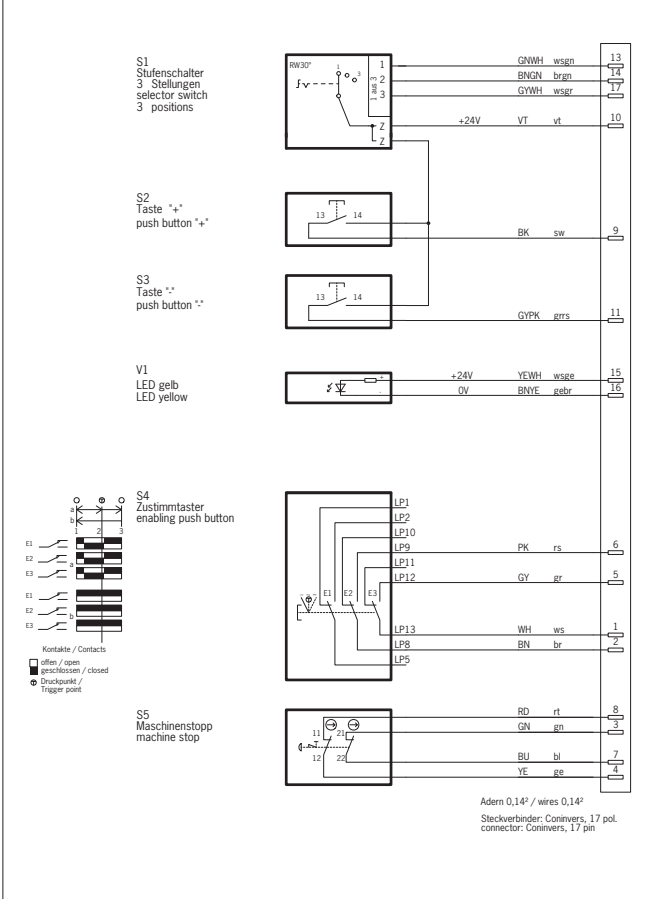 S1
Stufenschalter
3 Stellungen
selector switch
3 positions
RW30°
1
3
1 aus 3
1
2
3
Z
Z
GNWH wsgn 13
BNGN brgn 14
GYWH wsgr 17
+24V VT vt 10
S2
Taste "+"
push button "+"
13 14
BK sw 9
S3
Taste "-"
push button "-"
13 14
GYPK grrs 11
V1
LED gelb
LED yellow
+
-
+24V YEWH wsge 15
0V BNYE gebr 16
S4
Zustimmtaster
enabling push button
a
b
1 2 3
E1
E2
a
E3
E1
E2
b
E3
Kontakte / Contacts
offen / open
geschlossen / closed
Druckpunkt /
Trigger point
LP1
LP2
LP10
LP9 PK rs 6
LP11
LP12 GY gr 5
E1 E2 E3
LP13 WH ws 1
LP8 BN br 2
LP5
S5
Maschinenstopp
machine stop
11 21
12 22
RD rt 8
GN gn 3
BU bl 7
YE ge 4
Adern 0,14² / wires 0,14²
Steckverbinder: Coninvers, 17 pol.
connector: Coninvers, 17 pin